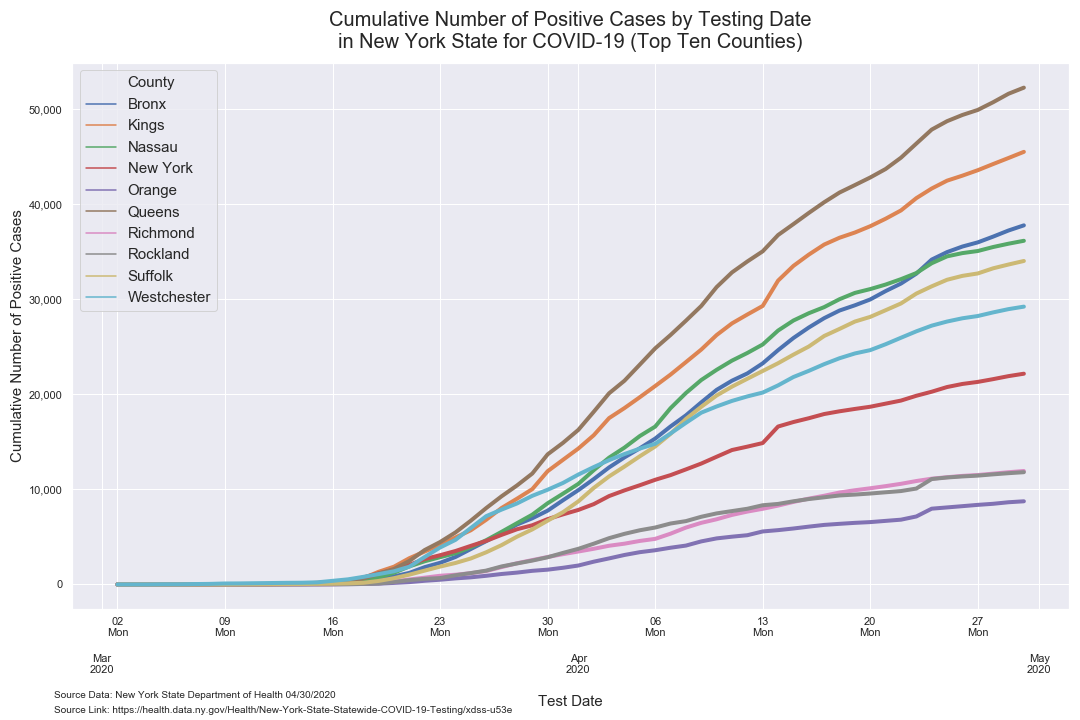 Cumulative Number of Positive Cases by Testing Date
in New York State for COVID-19 (Top Ten Counties)
County
Bronx
Kings
Nassau
New York
Orange
Queens
Richmond
Rockland
Suffolk
Westchester
Cumulative Number of Positive Cases
50,000
40,000
30,000
20,000
10,000
0
02 09 16 23 30 06 13 20 27
Mon Mon Mon Mon Mon Mon Mon Mon Mon
Mar Apr May
2020 2020 2020
Test Date
Source Data: New York State Department of Health 04/30/2020
Source Link: https://health.data.ny.gov/Health/New-York-State-Statewide-COVID-19-Testing/xdss-u53e